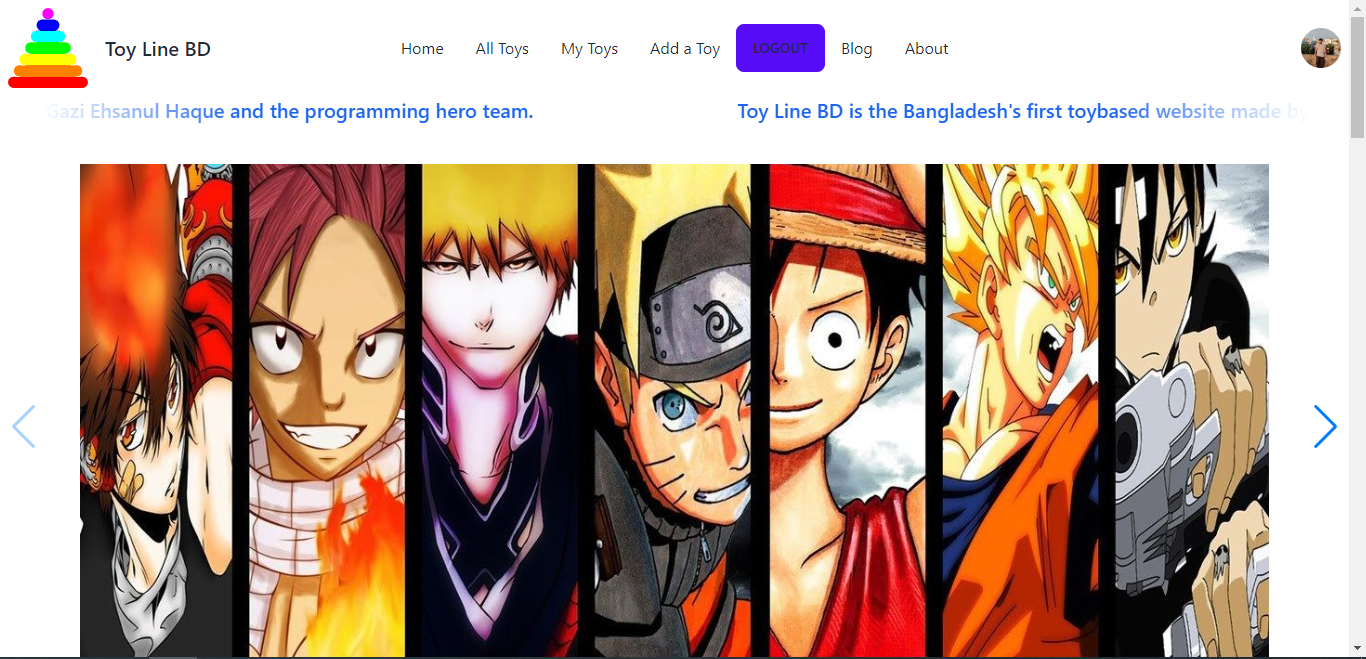 Toy Line BD
Home
All Toys
My Toys
Add a Toy
LOGOUT
Blog
About
Gazi Ehsanul Haque and the programming hero team.
Toy Line BD is the Bangladesh's first toybased website made by